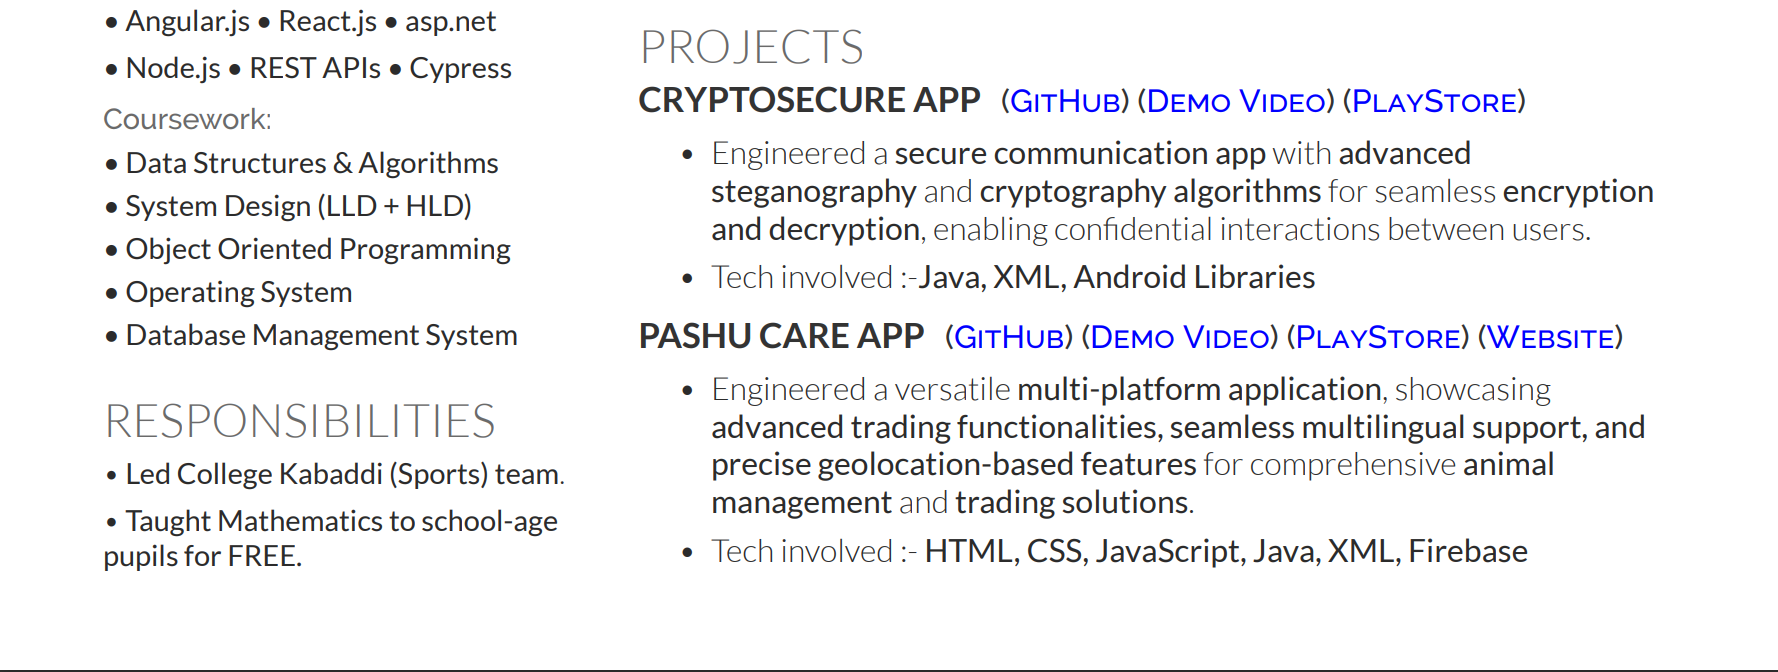 • Angular.js • React.js • asp.net
• Node.js • REST APIs • Cypress
Coursework:
• Data Structures & Algorithms
• System Design (LLD + HLD)
• Object Oriented Programming
• Operating System
• Database Management System
RESPONSIBILITIES
• Led College Kabaddi (Sports) team.
• Taught Mathematics to school-age
pupils for FREE.
PROJECTS
CRYPTOSECURE APP (GITHUB) (DEMO VIDEO) (PLAYSTORE)
• Engineered a secure communication app with advanced
steganography and cryptography algorithms for seamless encryption
and decryption, enabling confidential interactions between users.
• Tech involved :-Java, XML, Android Libraries
PASHU CARE APP (GITHUB) (DEMO VIDEO) (PLAYSTORE) (WEBSITE)
• Engineered a versatile multi-platform application, showcasing
advanced trading functionalities, seamless multilingual support, and
precise geolocation-based features for comprehensive animal
management and trading solutions.
• Tech involved :- HTML, CSS, JavaScript, Java, XML, Firebase